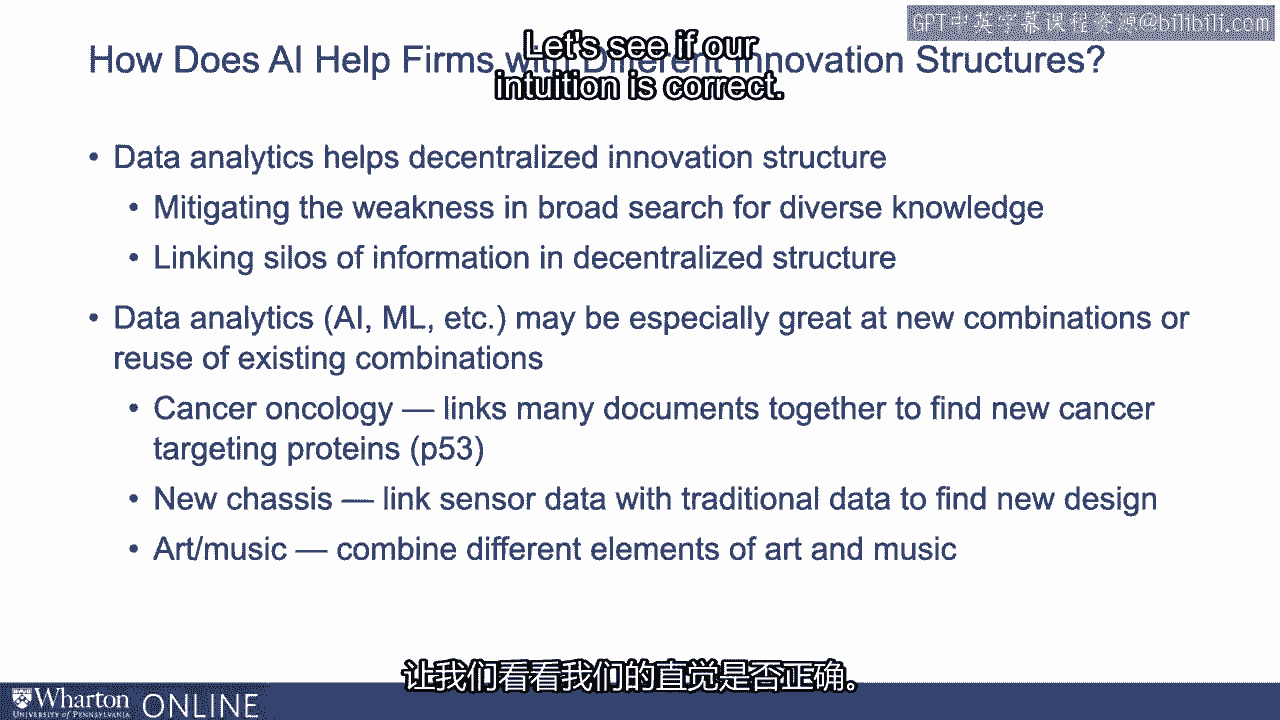 GPT中英字幕课程资源@bilibili.com
How Does AI Help Firms with Different Innovation Structures?
Let's see if our
intuition is correct.
• Data analytics helps decentralized innovation structure
• Mitigating the weakness in broad search for diverse knowledge
• Linking silos of information in decentralized structure
• Data analytics (AI, ML, etc.) may be especially great at new combinations or
reuse of existing combinations
• Cancer oncology — links many documents together to find new cancer
targeting proteins (p53)
• New chassis — link sensor data with traditional data to find new design
• Art/music — combine different elements of art and music
让我们看看我们的直觉是否正确。
Wharton
UNIVERSITY of PENNSYLVANIA
ONLINE